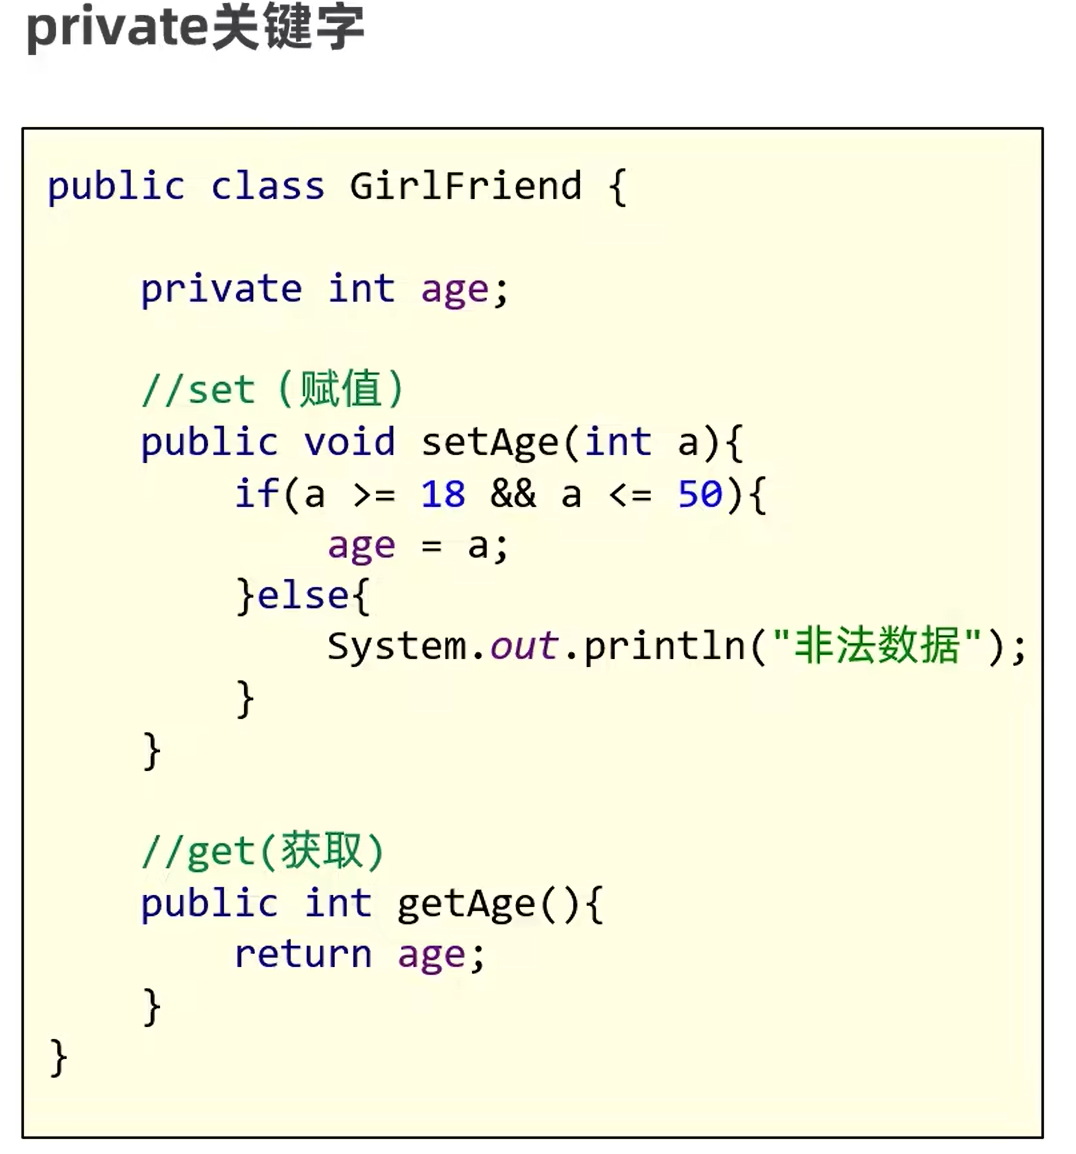 private关键字
public class GirlFriend {
private int age;
//set（赋值）
public void setAge(int a){
if(a >= 18 && a <= 50){
age = a;
}else{
System.out.println("非法数据");
}
}
//get(获取)
public int getAge(){
return age;
}
}